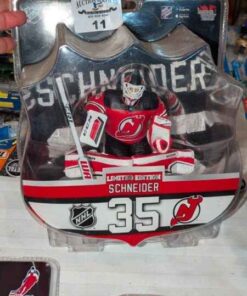 11
SCHNEIDER
LIMITED EDITION
SCHNEIDER
NHL
35